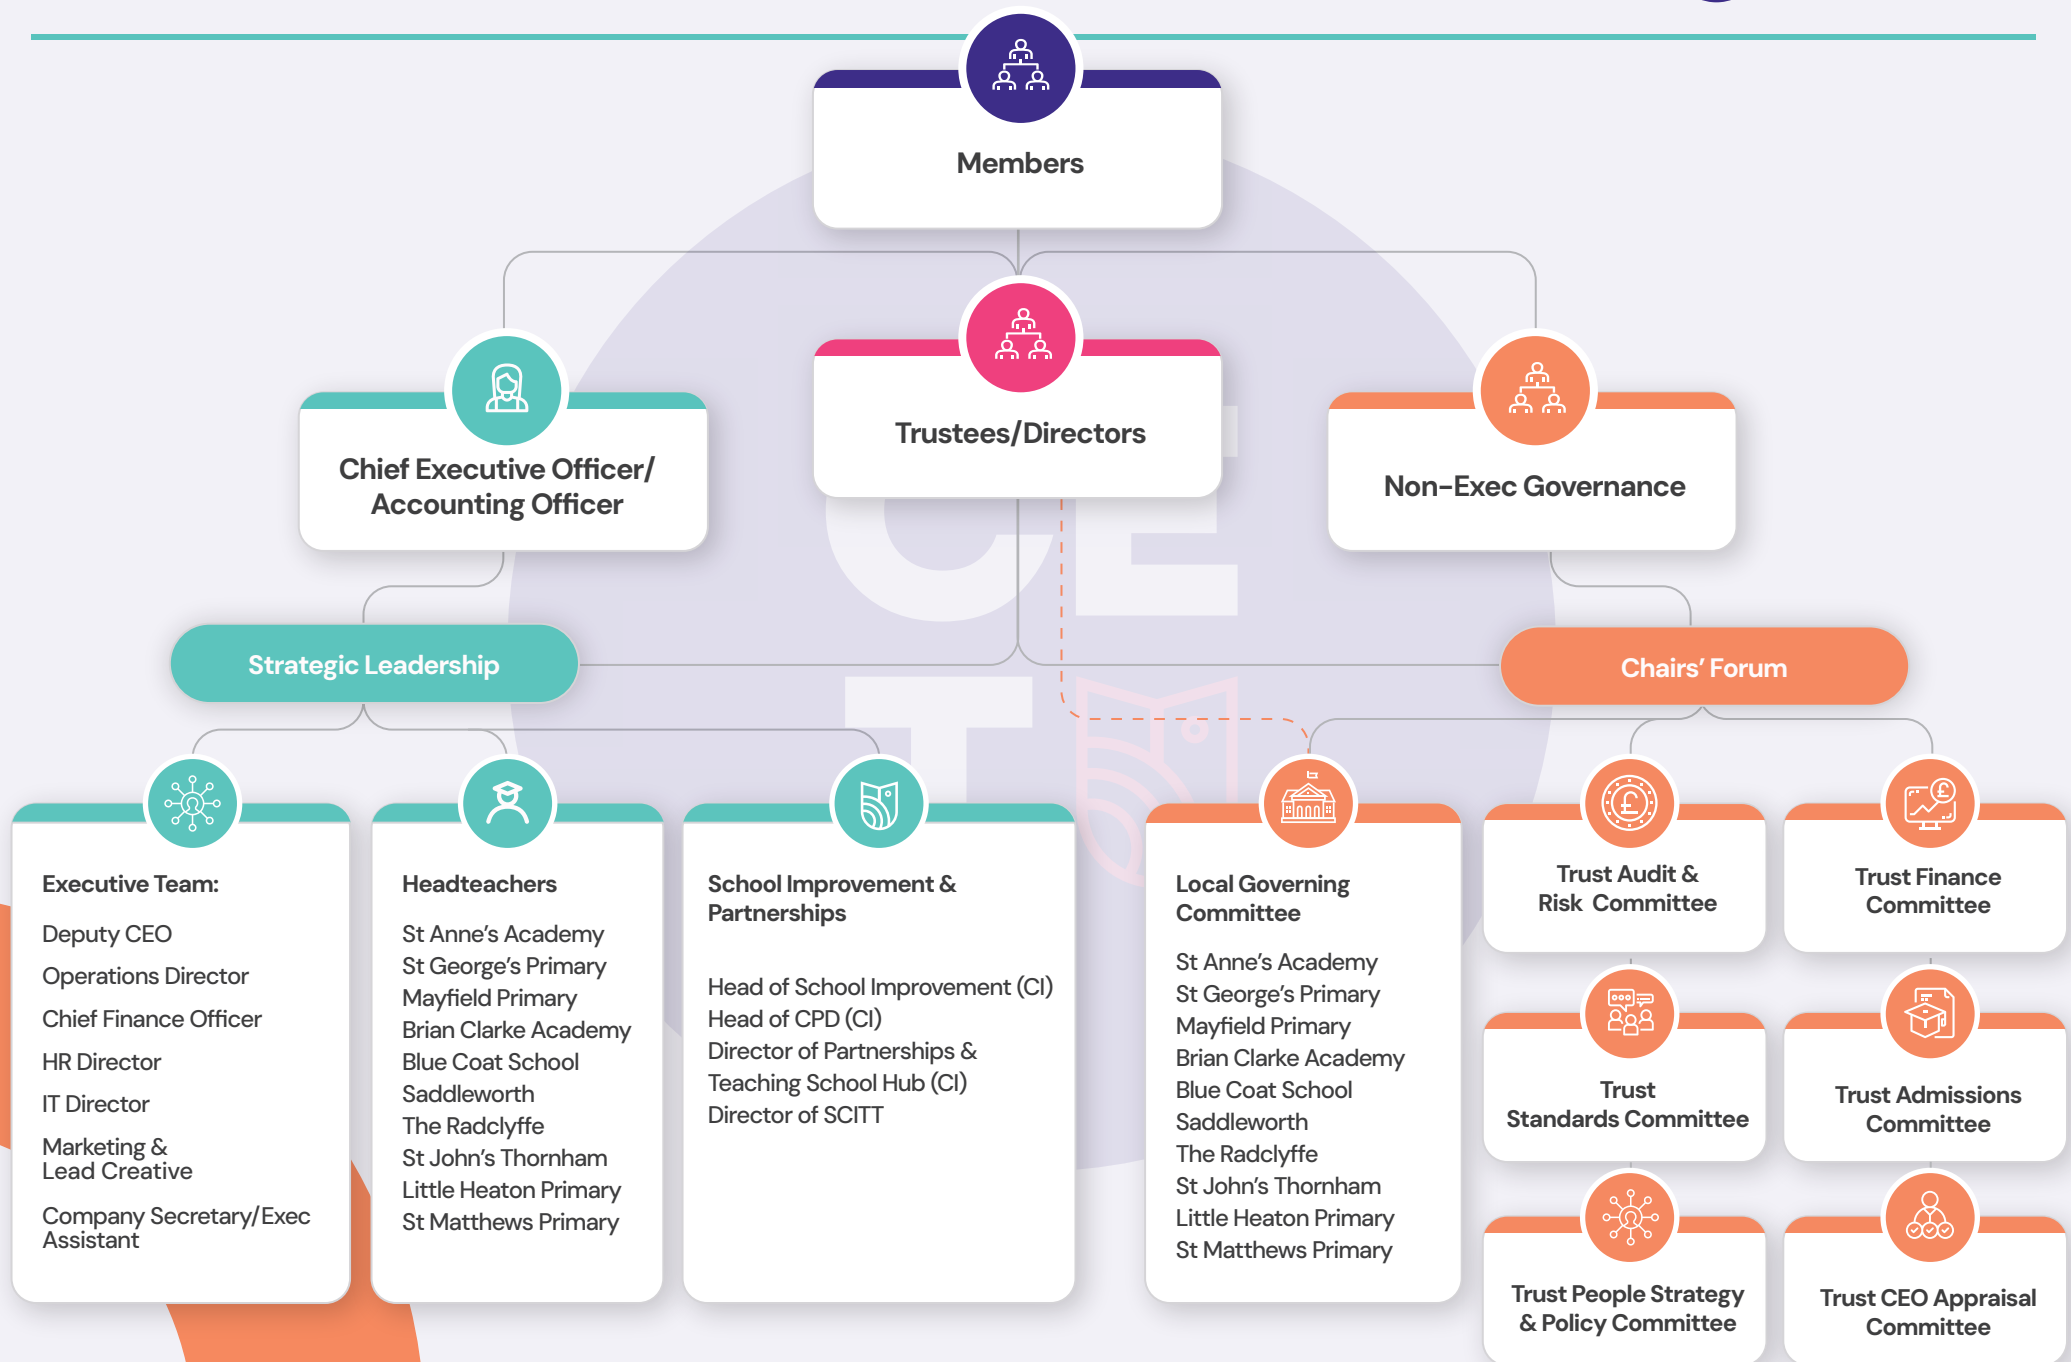 Members
Chief Executive Officer/
Accounting Officer
Trustees/Directors
Non-Exec Governance
CE
T
Strategic Leadership
Chairs' Forum
Executive Team:
Deputy CEO
Operations Director
Chief Finance Officer
HR Director
IT Director
Marketing &
Lead Creative
Company Secretary/Exec
Assistant
Headteachers
St Anne's Academy
St George's Primary
Mayfield Primary
Brian Clarke Academy
Blue Coat School
Saddleworth
The Radclyffe
St John's Thornham
Little Heaton Primary
St Matthews Primary
School Improvement &
Partnerships
Head of School Improvement (CI)
Head of CPD (CI)
Director of Partnerships &
Teaching School Hub (CI)
Director of SCITT
Local Governing
Committee
St Anne's Academy
St George's Primary
Mayfield Primary
Brian Clarke Academy
Blue Coat School
Saddleworth
The Radclyffe
St John's Thornham
Little Heaton Primary
St Matthews Primary
Trust Audit &
Risk Committee
Trust Finance
Committee
Trust
Standards Committee
Trust Admissions
Committee
Trust People Strategy
& Policy Committee
Trust CEO Appraisal
Committee